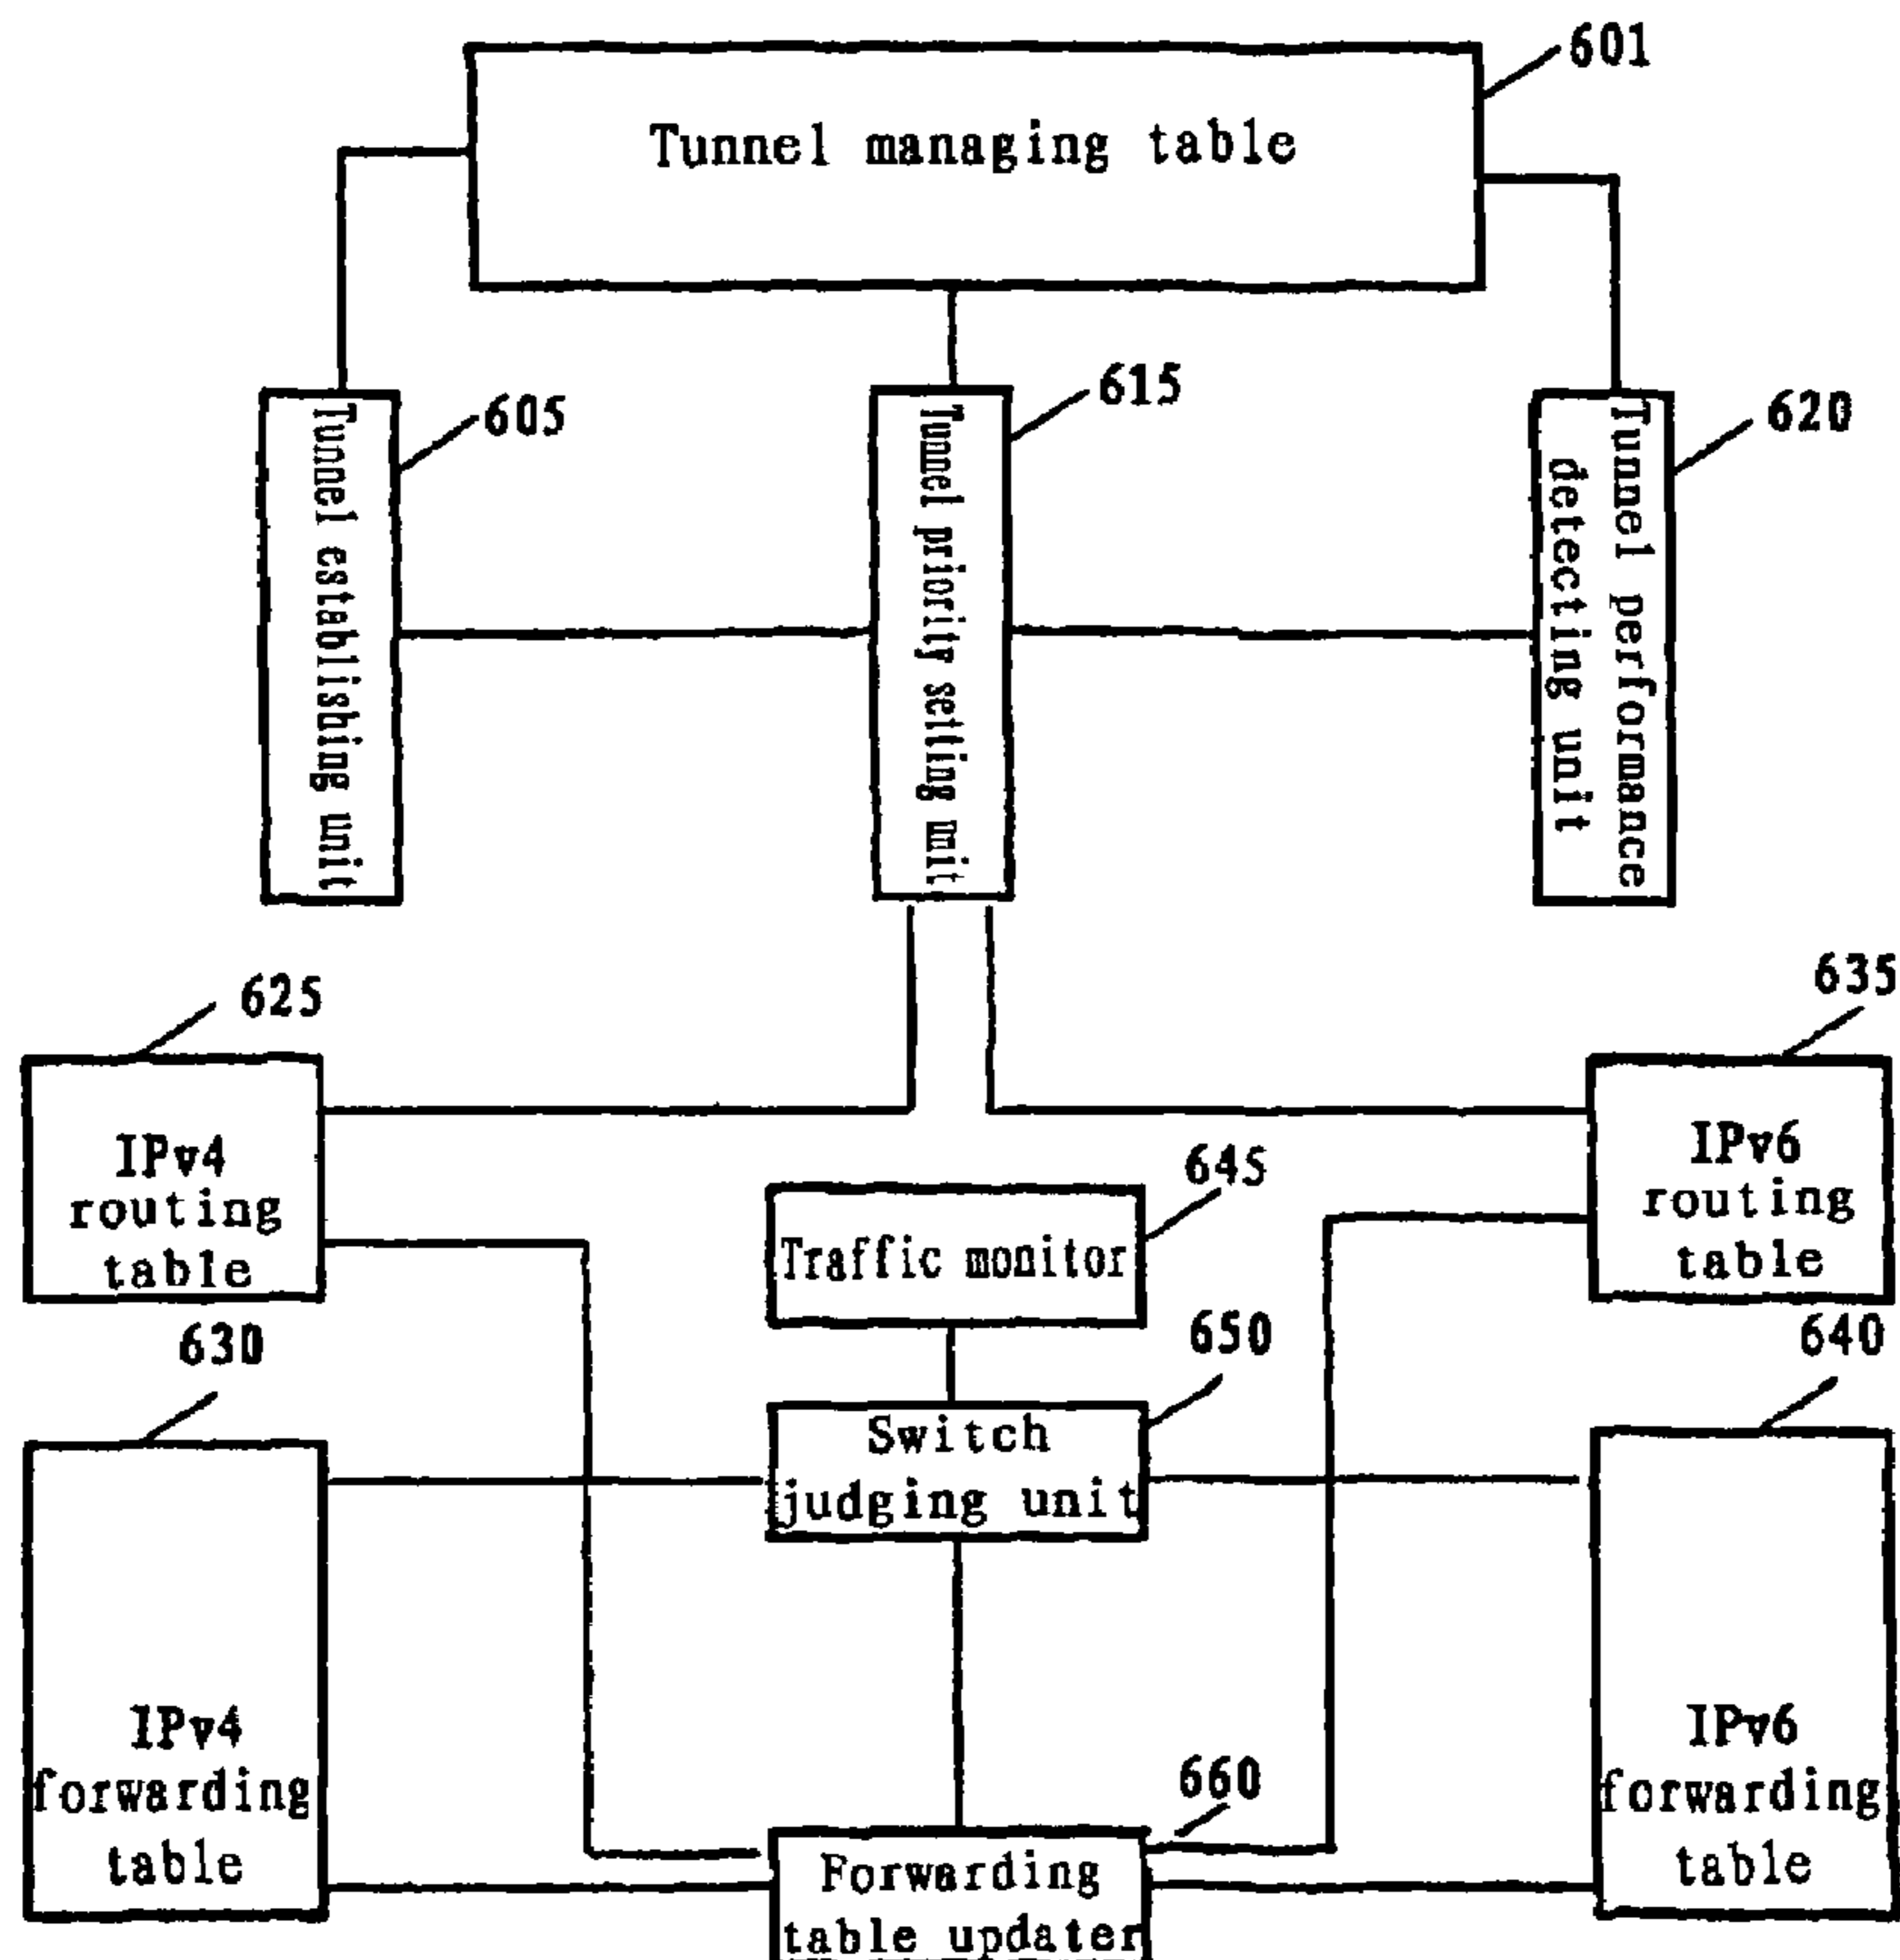 601
Tunnel managing table
605
615
620
Tunnel establishing unit
Tunnel priority setting unit
Tunnel performance
detecting unit
625
635
IPv4
routing
table
IPv6
routing
table
645
Traffic monitor
630
650
640
Switch
judging unit
IPv4
forwarding
table
IPv6
forwarding
table
660
Forwarding
table updater